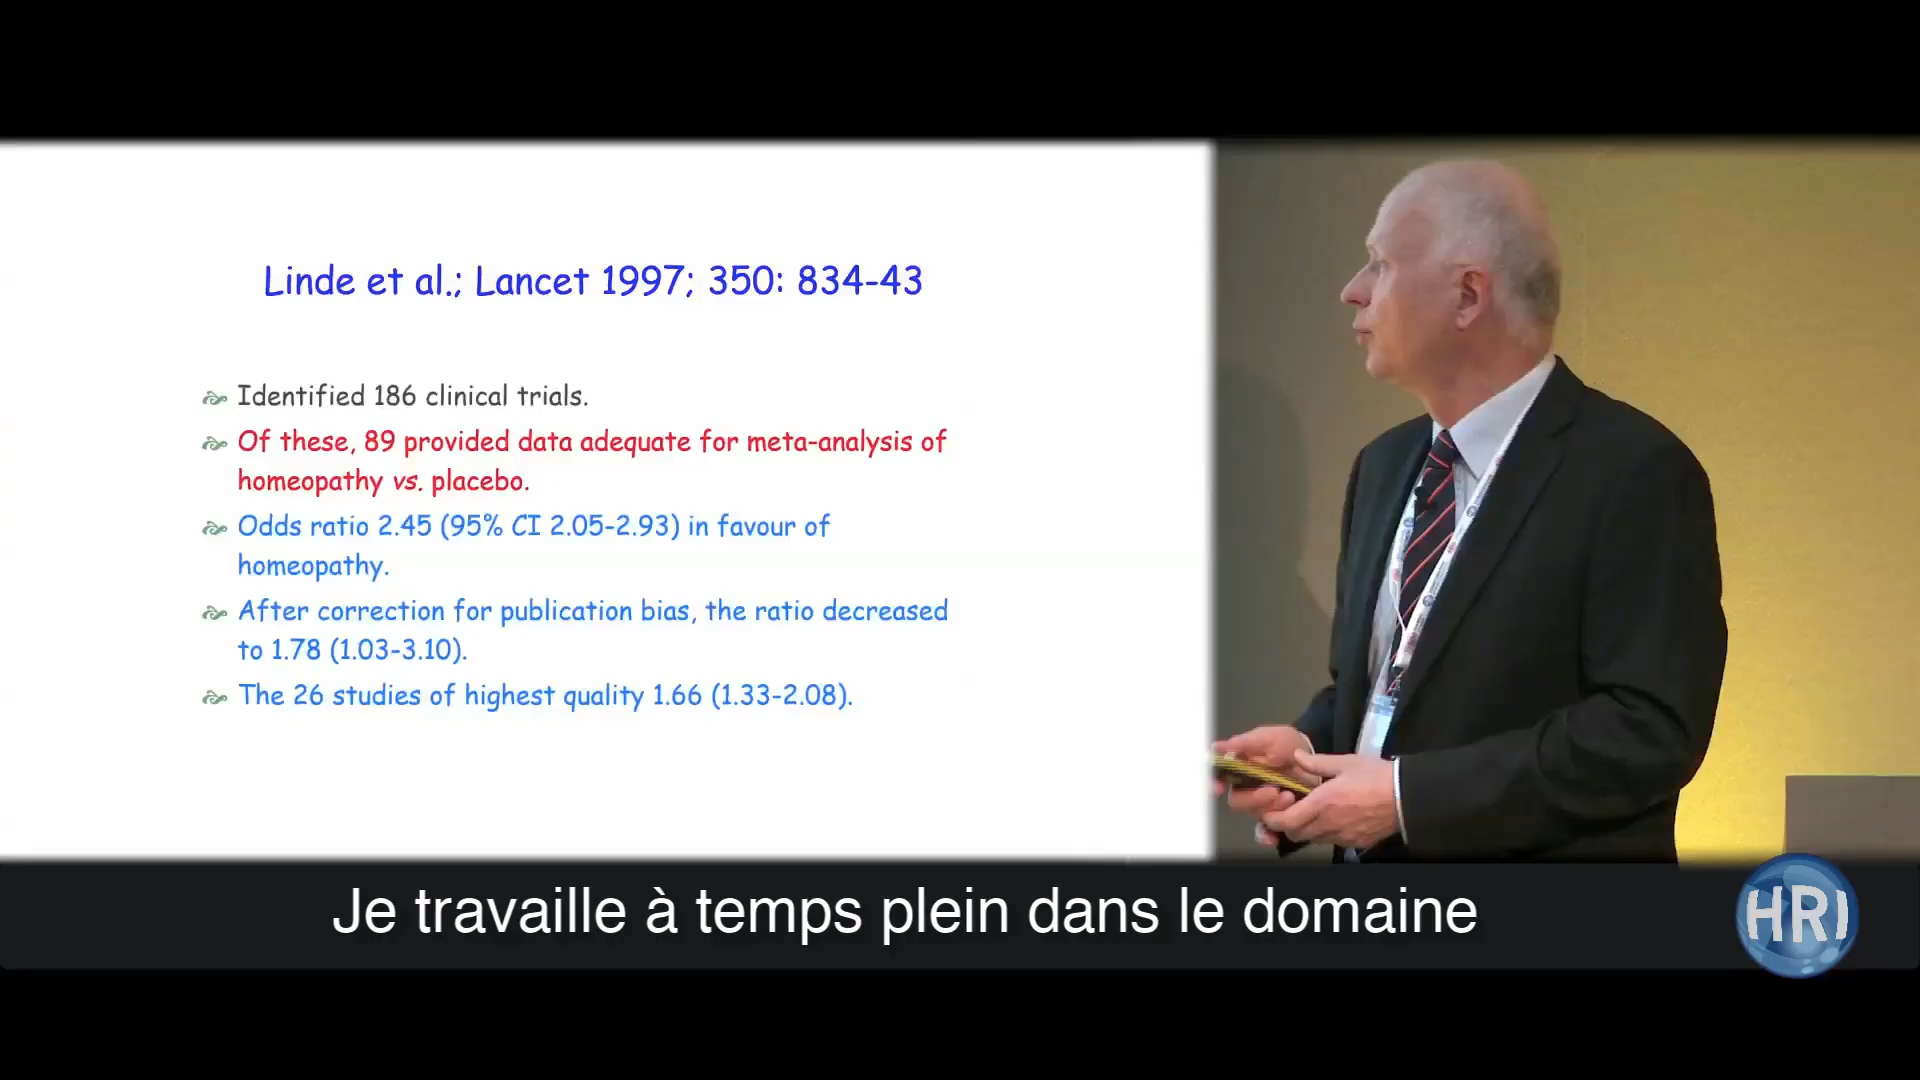 Linde et al.; Lancet 1997; 350: 834-43
Identified 186 clinical trials.
Of these, 89 provided data adequate for meta-analysis of
homeopathy vs. placebo.
Odds ratio 2.45 (95% CI 2.05-2.93) in favour of
homeopathy.
After correction for publication bias, the ratio decreased
to 1.78 (1.03-3.10).
The 26 studies of highest quality 1.66 (1.33-2.08).
Je travaille à temps plein dans le domaine
HRI